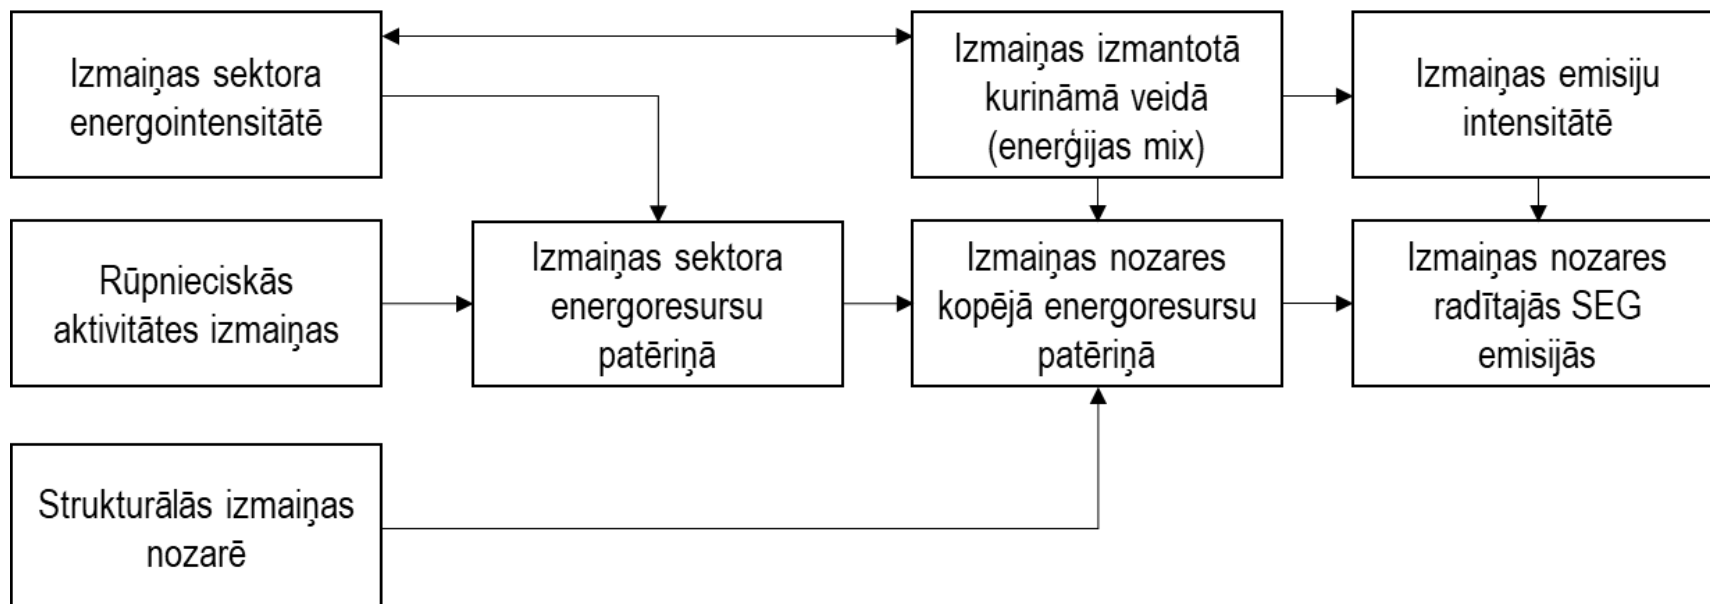 Izmaiņas sektora
energointensitātē
Izmaiņas izmantotā
kurināmā veidā
(enerģijas mix)
Izmaiņas emisiju
intensitātē
Rūpnieciskās
aktivitātes izmaiņas
Izmaiņas sektora
energoresursu
patēriņā
Izmaiņas nozares
kopējā energoresursu
patēriņā
Izmaiņas nozares
radītajās SEG
emisijās
Strukturālās izmaiņas
nozarē